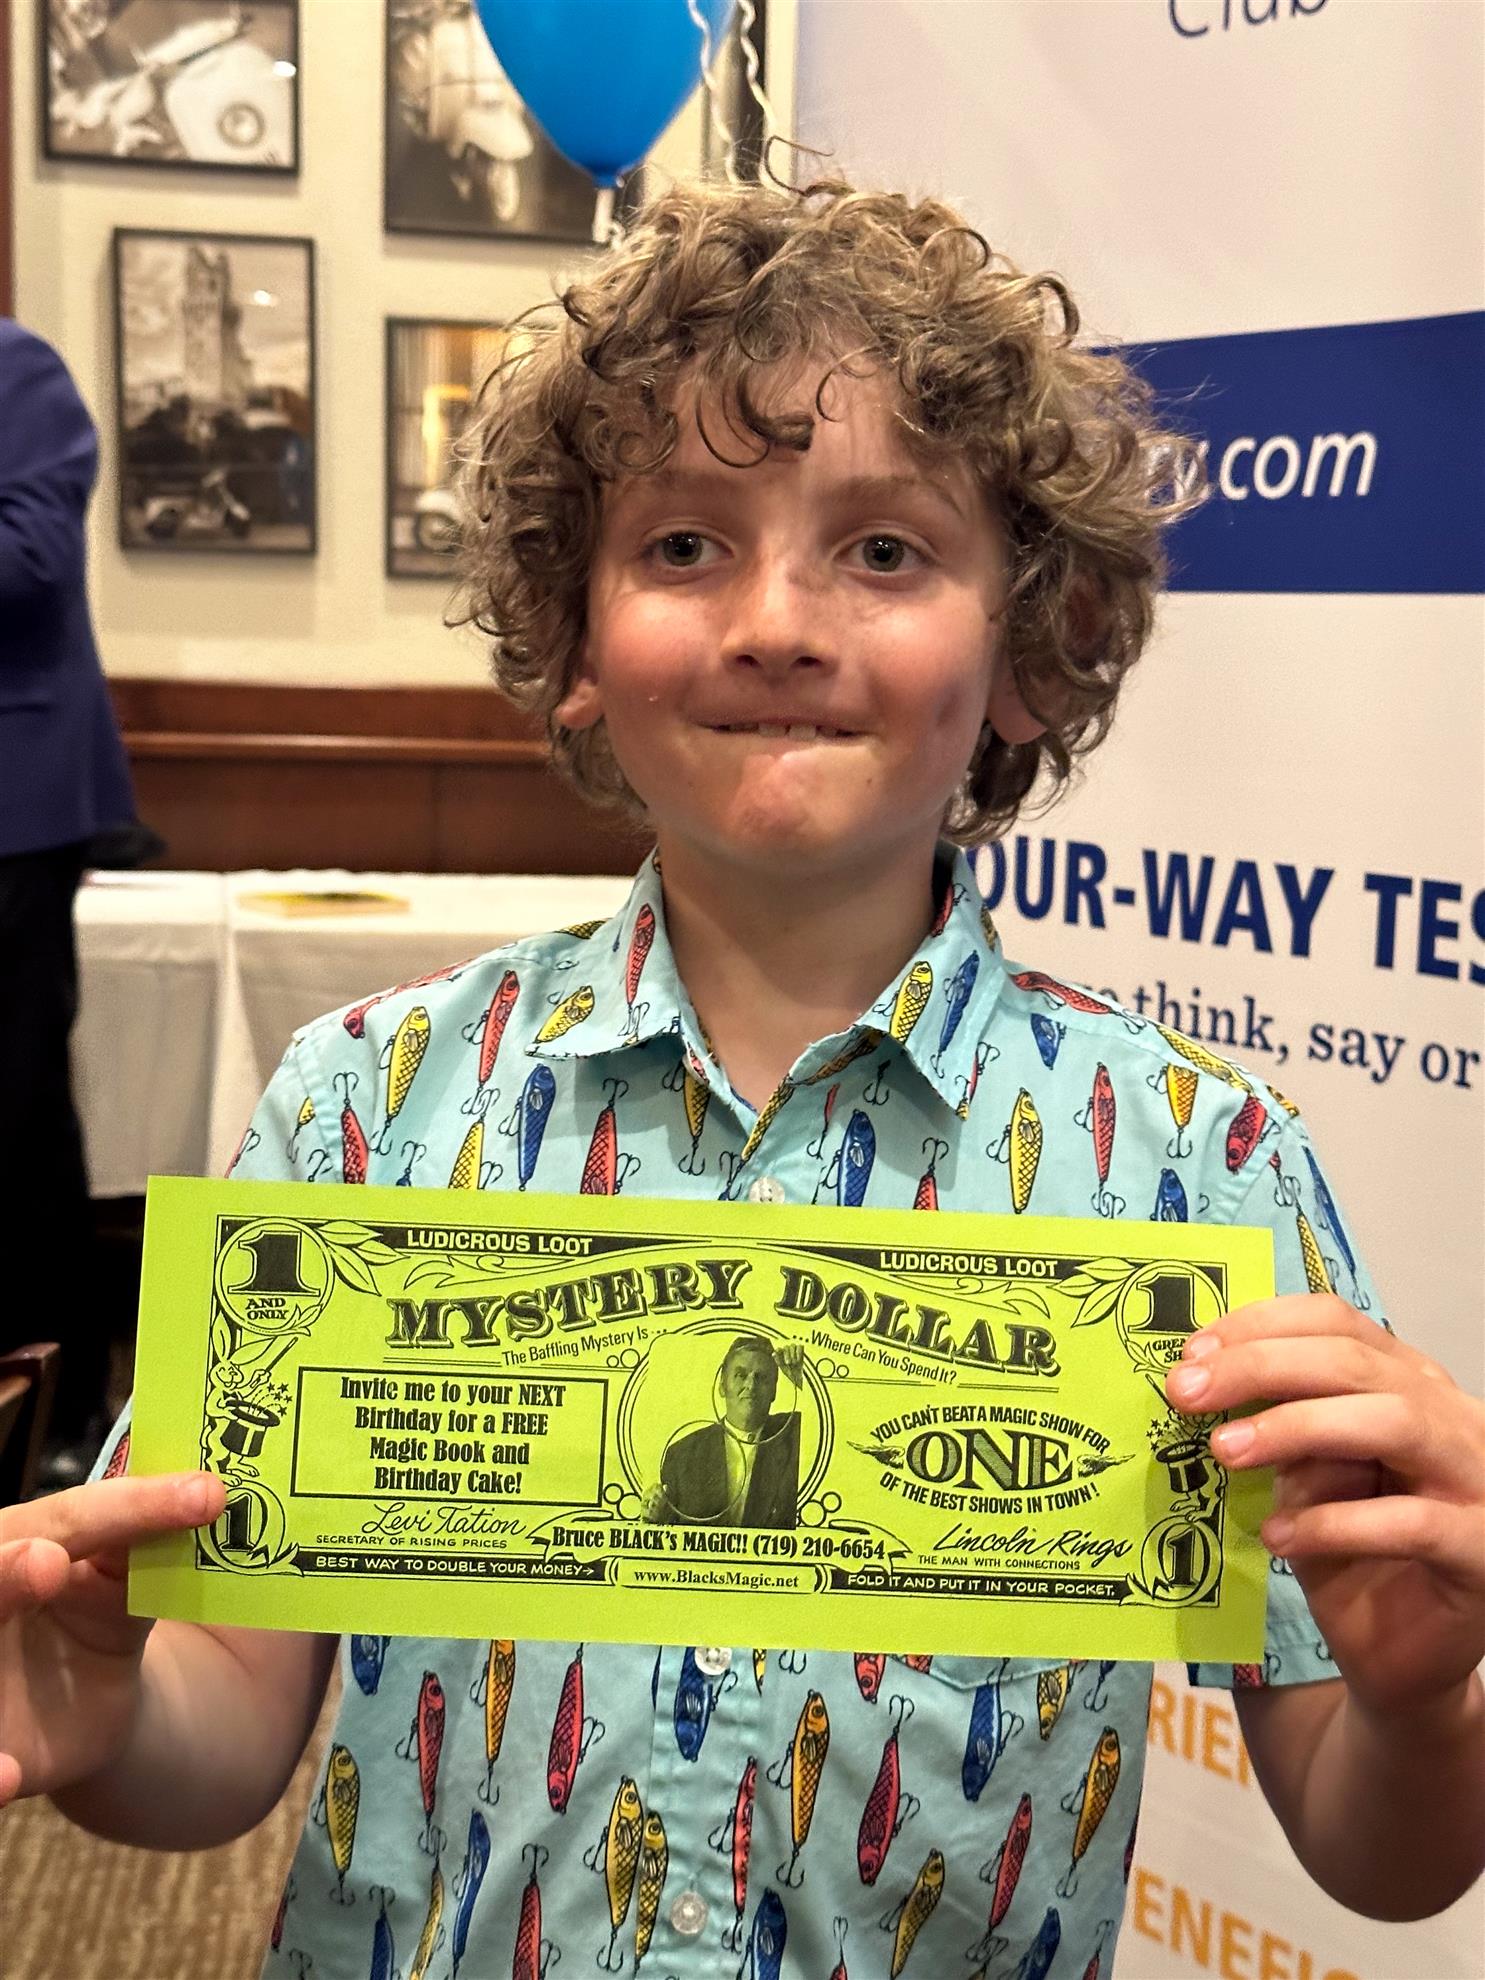 Club
.com
OUR-WAY TES
think, say or
LUDICROUS LOOT
LUDICROUS LOOT
1
AND
ONLY
1
MYSTERY DOLLAR
The Baffling Mystery Is ...
...Where Can You Spend It?
Invite me to your NEXT
Birthday for a FREE
Magic Book and
Birthday Cake!
YOU CAN'T BEAT A MAGIC SHOW FOR
ONE
OF THE BEST SHOWS IN TOWN!
Levi Tation
SECRETARY OF RISING PRICES
Bruce BLACK's MAGIC!! (719) 210-6654
Lincoln Rings
THE MAN WITH CONNECTIONS
1
1
BEST WAY TO DOUBLE YOUR MONEY→
www.BlacksMagic.net
FOLD IT AND PUT IT IN YOUR POCKET.
RIEN
ENEFIC